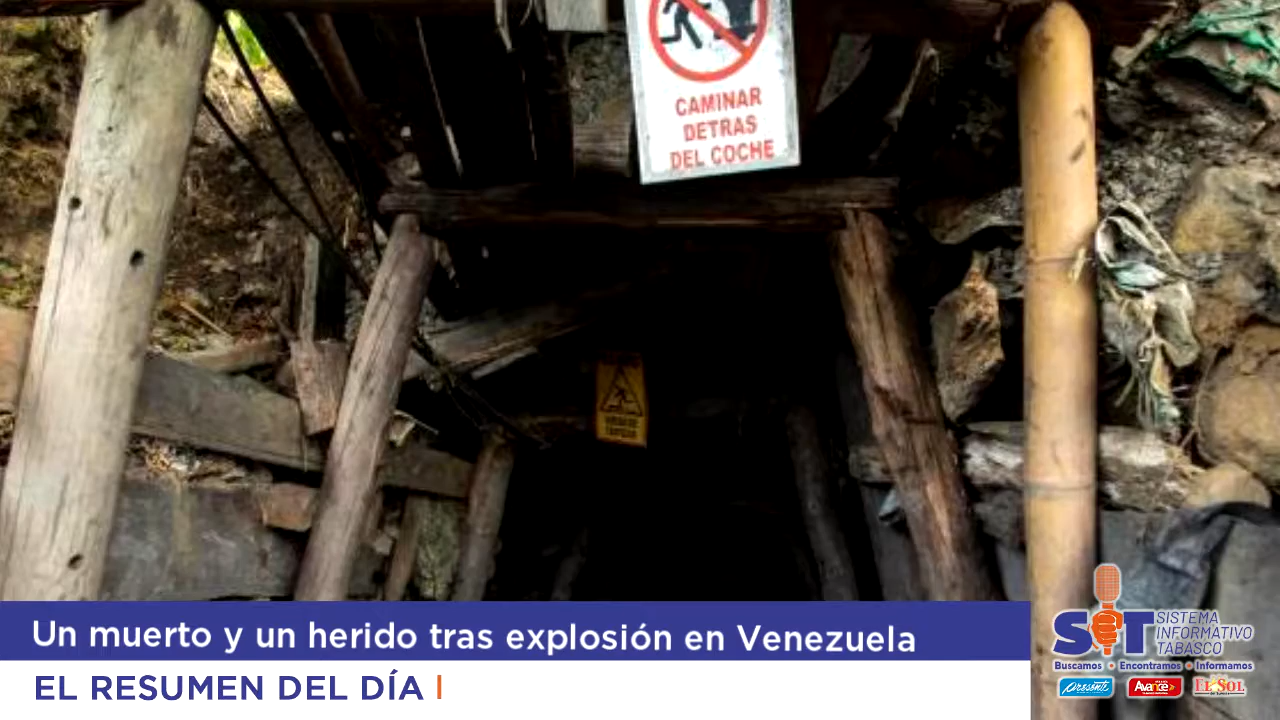 CAMINAR
DETRAS
DEL COCHE
Un muerto y un herido tras explosión en Venezuela
EL RESUMEN DEL DÍA
SIT SISTEMA
INFORMATIVO
TABASCO
Buscamos • Encontramos • Informamos
presente
Avance
EL SOL